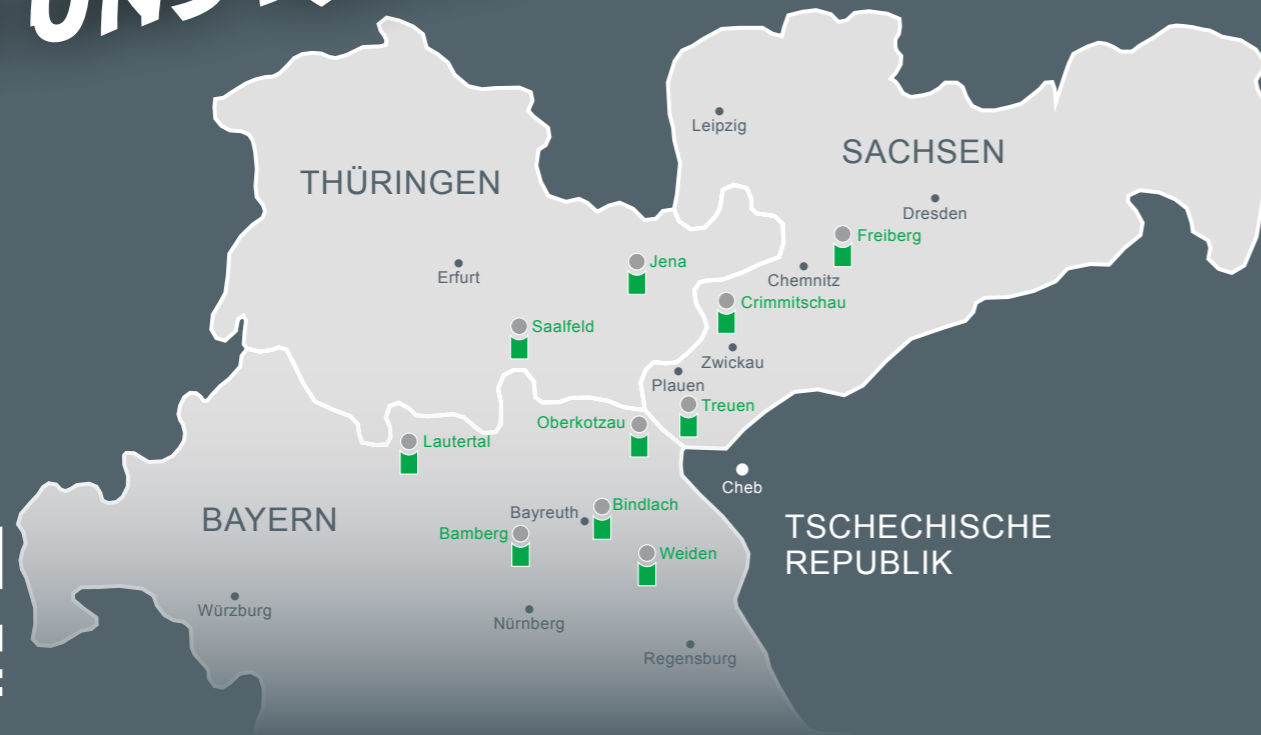 UNS
Leipzig
SACHSEN
THÜRINGEN
Dresden
Freiberg
Jena
Erfurt
Chemnitz
Crimmitschau
Saalfeld
Zwickau
Plauen
Treuen
Oberkotzau
Lautertal
Cheb
BAYERN
Bayreuth
Bindlach
TSCHECHISCHE
REPUBLIK
Bamberg
Weiden
Würzburg
Nürnberg
Regensburg